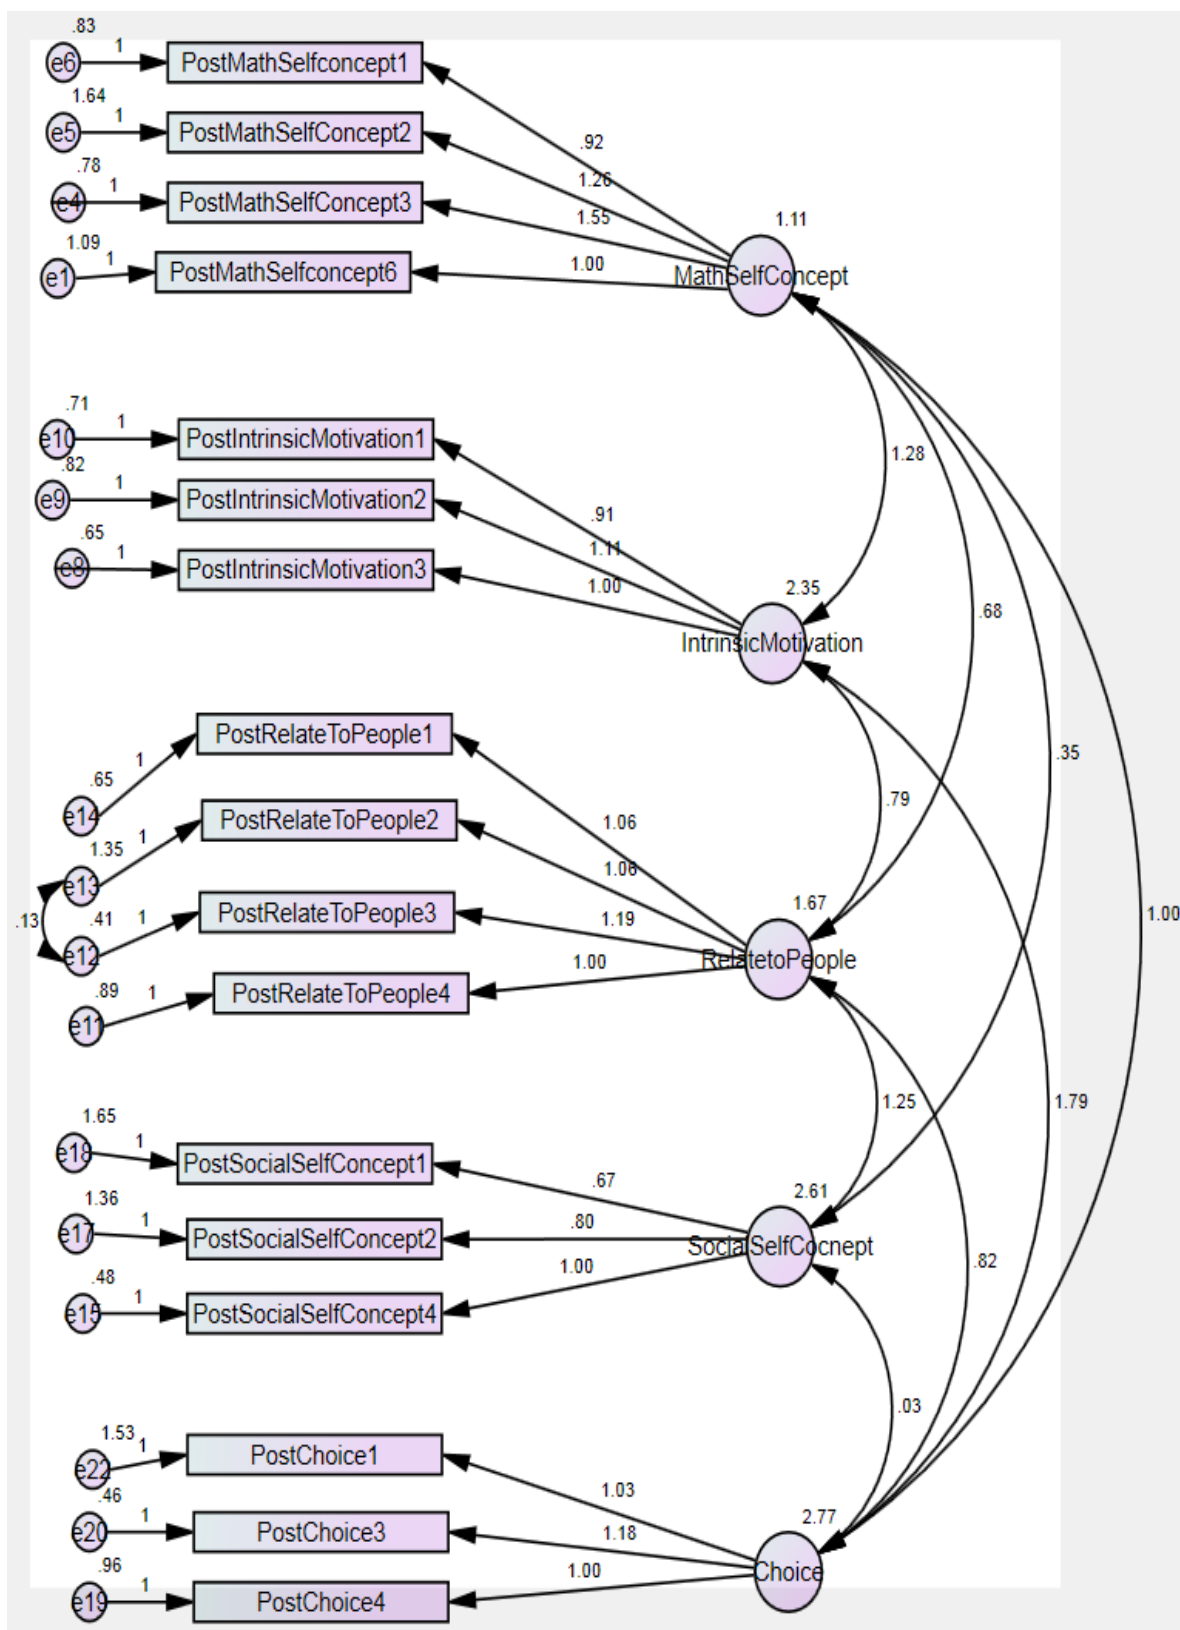 .83
1
e6
PostMathSelfconcept1
1.64
1
e5
PostMathSelfConcept2
.92
.78
1
e4
PostMathSelfConcept3
1.26
1.55
1.11
1.09
1
e1
PostMathSelfconcept6
1.00
MathSelfConcept
.71
1
e10
PostIntrinsicMotivation1
1.28
.82
1
e9
PostIntrinsicMotivation2
.91
.65
1
e8
PostIntrinsicMotivation3
1.11
1.00
2.35
.68
IntrinsicMotivation
PostRelateToPeople1
1
.65
e14
.35
PostRelateToPeople2
.79
1.06
1
1.35
e13
1.06
.13
.41
1
e12
PostRelateToPeople3
1.19
1.67
1.00
RelatetoPeople
.89
1
e11
PostRelateToPeople4
1.00
1.65
1
e18
PostSocialSelfConcept1
1.25
1.79
.67
1.36
1
e17
PostSocialSelfConcept2
.80
2.61
SocialSelfCocnept
.48
1
e15
PostSocialSelfConcept4
1.00
.82
.03
1.53
1
e22
PostChoice1
1.03
.46
1
e20
PostChoice3
1.18
2.77
.96
1
e19
PostChoice4
1.00
Choice